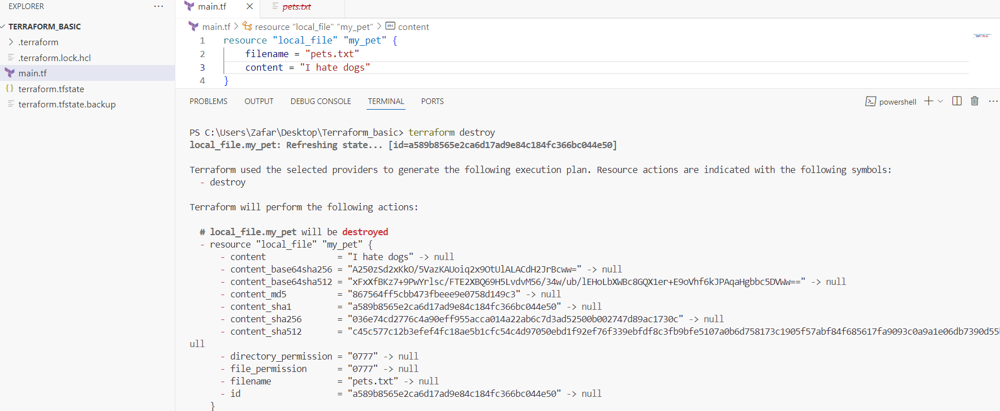 EXPLORER ...
TERRAFORM_BASIC
.terraform
.terraform.lock.hcl
main.tf
terraform.tfstate
terraform.tfstate.backup
main.tf pets.txt
main.tf > resource "local_file" "my_pet" > abc content
1 resource "local_file" "my_pet" {
2 filename = "pets.txt"
3 content = "I hate dogs"
4 }
PROBLEMS OUTPUT DEBUG CONSOLE TERMINAL PORTS powershell
PS C:\Users\Zafar\Desktop\Terraform_basic> terraform destroy
local_file.my_pet: Refreshing state... [id=a589b8565e2ca6d17ad9e84c184fc366bc044e50]
Terraform used the selected providers to generate the following execution plan. Resource actions are indicated with the following symbols:
- destroy
Terraform will perform the following actions:
# local_file.my_pet will be destroyed
- resource "local_file" "my_pet" {
- content = "I hate dogs" -> null
- content_base64sha256 = "A250zSd2xKkO/5VazKAUoiq2x9OtUlALACdH2JrBcww=" -> null
- content_base64sha512 = "xFxXfBKz7+9PwYrlsc/FTE2XBQ69H5LvdvM56/34w/ub/lEHoLbXWBc8GQX1er+E9oVhf6kJPAqaHgbbc5DVWw==" -> null
- content_md5 = "867564ff5cbb473fbeee9e0758d149c3" -> null
- content_sha1 = "a589b8565e2ca6d17ad9e84c184fc366bc044e50" -> null
- content_sha256 = "036e74cd2776c4a90eff955acca014a22ab6c7d3ad52500b002747d89ac1730c" -> null
- content_sha512 = "c45c577c12b3efef4fc18ae5b1cfc54c4d97050ebd1f92ef76f339ebfdf8c3fb9bfe5107a0b6d758173c1905f57abf84f685617fa9093c0a9a1e06db7390d55
ull
- directory_permission = "0777" -> null
- file_permission = "0777" -> null
- filename = "pets.txt" -> null
- id = "a589b8565e2ca6d17ad9e84c184fc366bc044e50" -> null
}